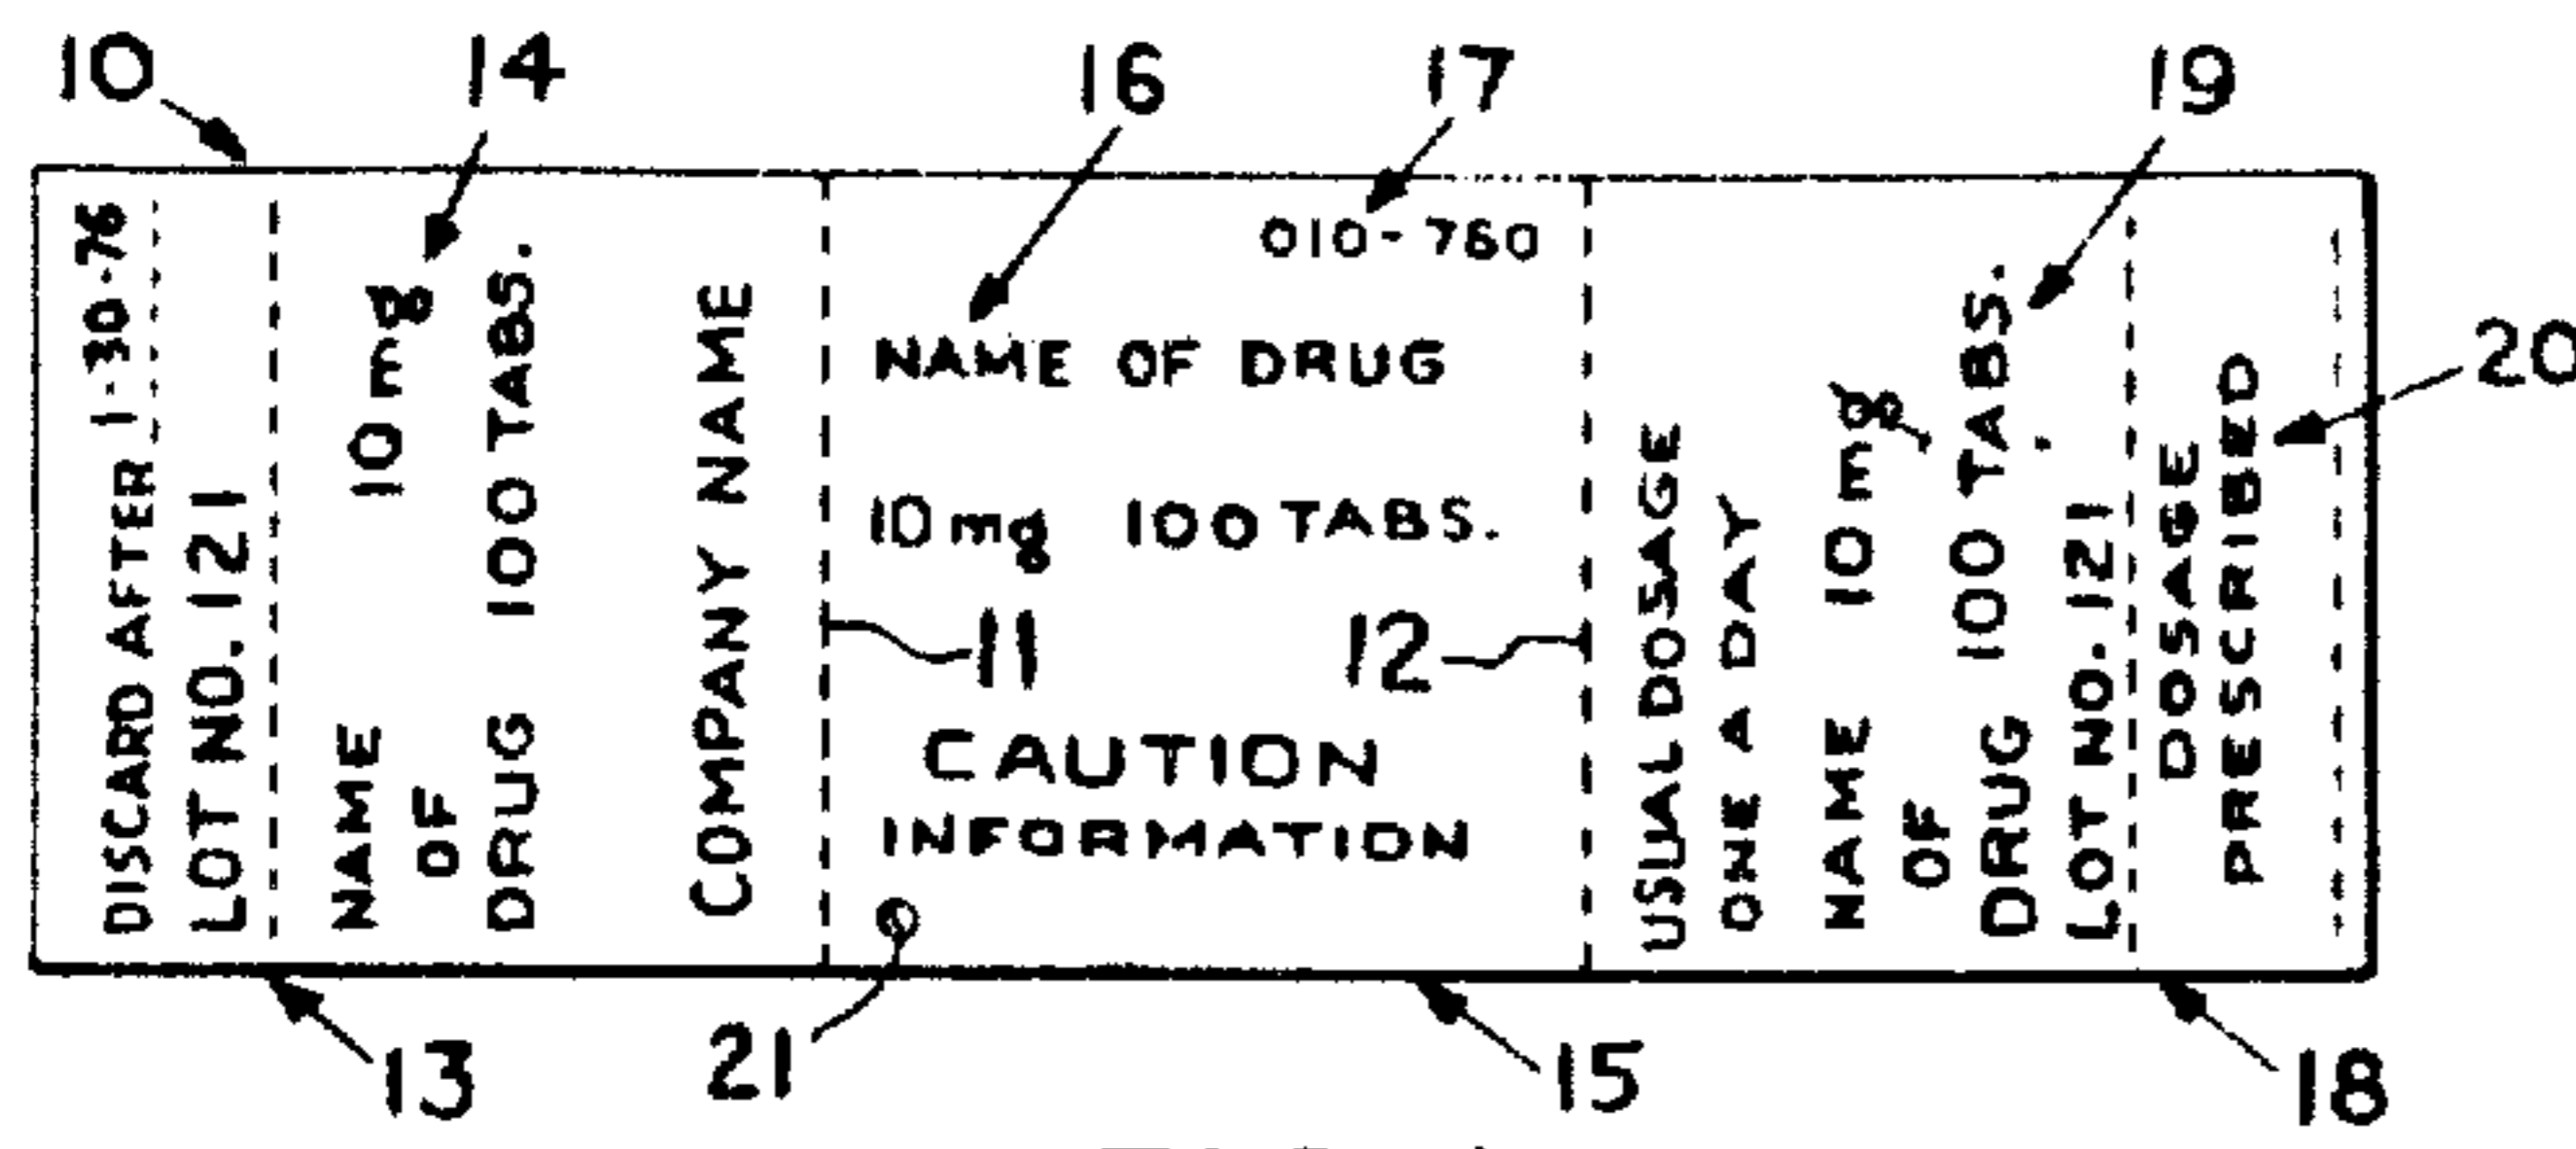 10
14
16
17
19
DISCARD AFTER 1-30-76
LOT NO. 121
NAME 10 mg
OF
DRUG 100 TABS.
COMPANY NAME
010-760
NAME OF DRUG
10 mg 100 TABS.
11
12
CAUTION
INFORMATION
USUAL DOSAGE
ONE A DAY
NAME 10 mg
OF
DRUG 100 TABS.
LOT NO. 121
DOSAGE
PRESCRIBED
20
13
21
15
18